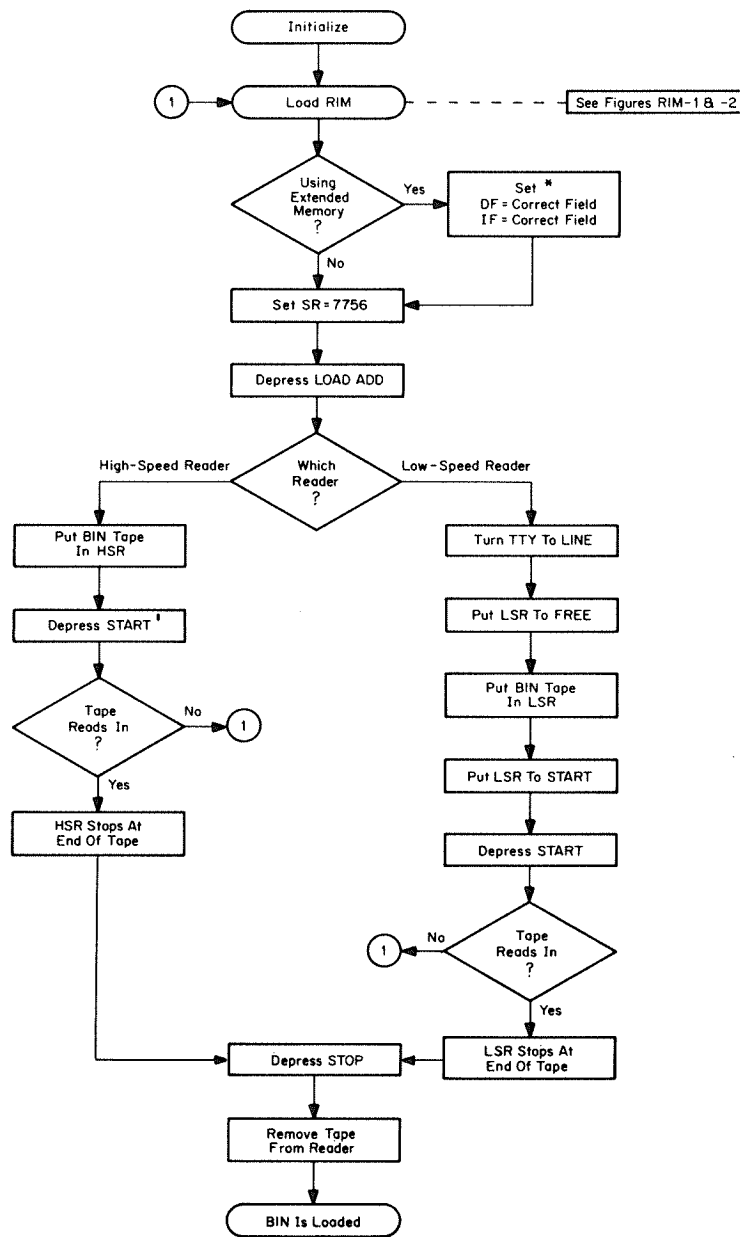 Initialize
1
Load RIM
See Figures RIM-1 & -2
Using
Extended
Memory
?
Yes
Set *
DF = Correct Field
IF = Correct Field
No
Set SR = 7756
Depress LOAD ADD
High-Speed Reader
Which
Reader
?
Low-Speed Reader
Put BIN Tape
In HSR
Depress START'
Tape
Reads In
?
No
1
Yes
HSR Stops At
End Of Tape
Turn TTY To LINE
Put LSR To FREE
Put BIN Tape
In LSR
Put LSR To START
Depress START
Tape
Reads In
?
No
1
Yes
LSR Stops At
End Of Tape
Depress STOP
Remove Tape
From Reader
BIN Is Loaded